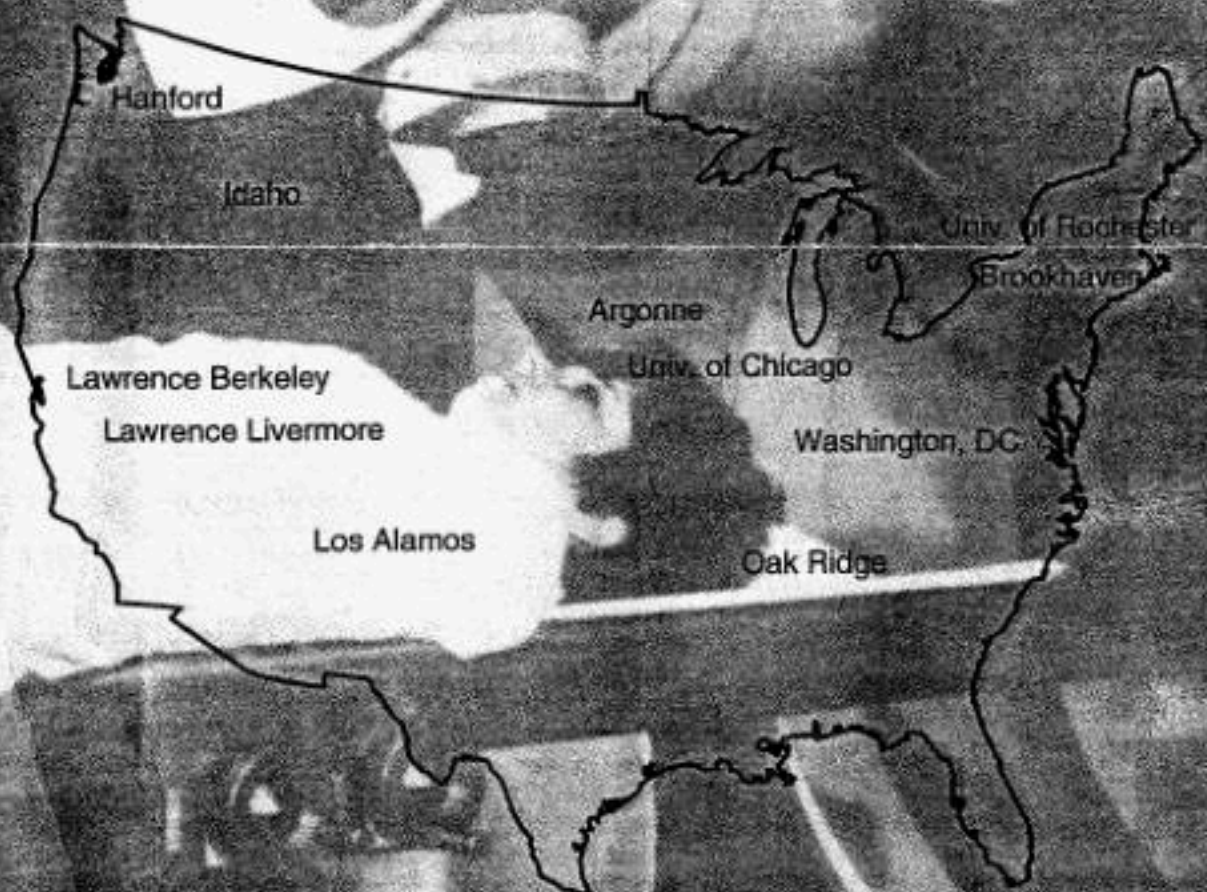 Hanford
Idaho
Univ. of Rochester
Brookhaven
Argonne
Univ. of Chicago
Lawrence Berkeley
Lawrence Livermore
Washington, DC
Los Alamos
Oak Ridge